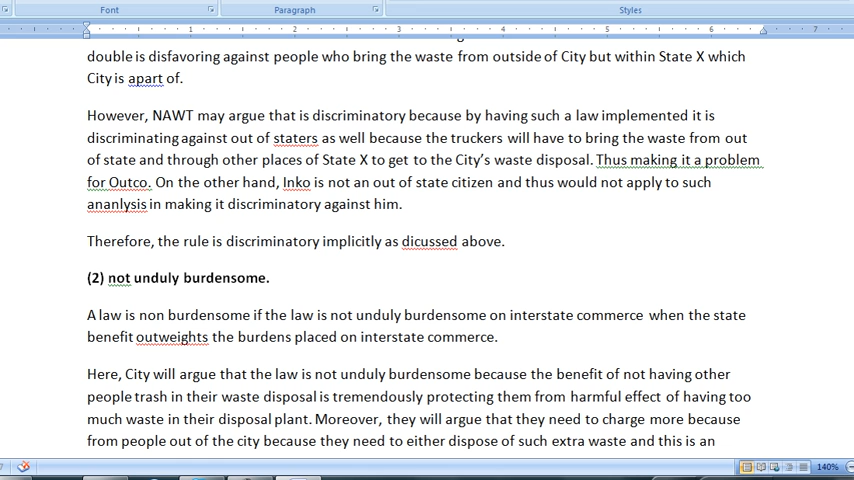 Font Paragraph Styles
1 2 3 4 5 6 7
double is disfavoring against people who bring the waste from outside of City but within State X which
City is apart of.
However, NAWT may argue that is discriminatory because by having such a law implemented it is
discriminating against out of staters as well because the truckers will have to bring the waste from out
of state and through other places of State X to get to the City's waste disposal. Thus making it a problem
for Outco. On the other hand, Inko is not an out of state citizen and thus would not apply to such
ananlysis in making it discriminatory against him.
Therefore, the rule is discriminatory implicitly as dicussed above.
(2) not unduly burdensome.
A law is non burdensome if the law is not unduly burdensome on interstate commerce when the state
benefit outweights the burdens placed on interstate commerce.
Here, City will argue that the law is not unduly burdensome because the benefit of not having other
people trash in their waste disposal is tremendously protecting them from harmful effect of having too
much waste in their disposal plant. Moreover, they will argue that they need to charge more because
from people out of the city because they need to either dispose of such extra waste and this is an
140%